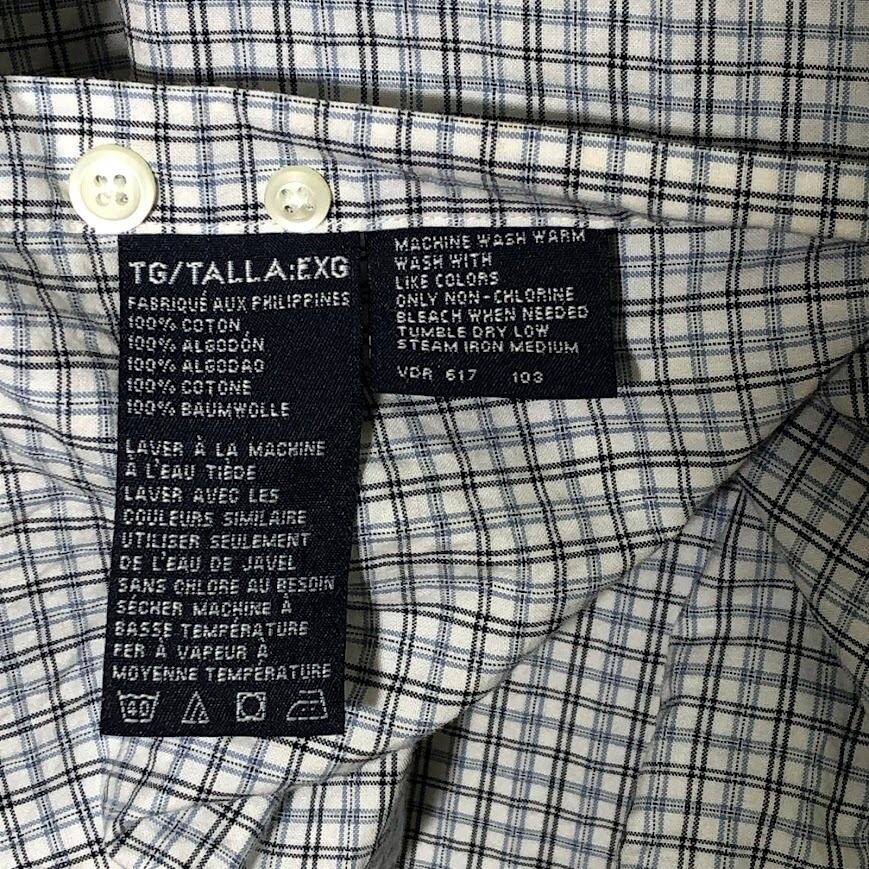 TG/TALLA:EXG
FABRIQUÉ AUX PHILIPPINES
100% COTON
100% ALGODÓN
100% ALGODAO
100% COTONE
100% BAUMWOLLE
LAVER À LA MACHINE
À L'EAU TIÈDE
LAVER AVEC LES
COULEURS SIMILAIRE
UTILISER SEULEMENT
DE L'EAU DE JAVEL
SANS CHLORE AU BESOIN
SÉCHER MACHINE À
BASSE TEMPÉRATURE
FER À VAPEUR À
MOYENNE TEMPÉRATURE
40
MACHINE WASH WARM
WASH WITH
LIKE COLORS
ONLY NON-CHLORINE
BLEACH WHEN NEEDED
TUMBLE DRY LOW
STEAM IRON MEDIUM
VDR 617 103